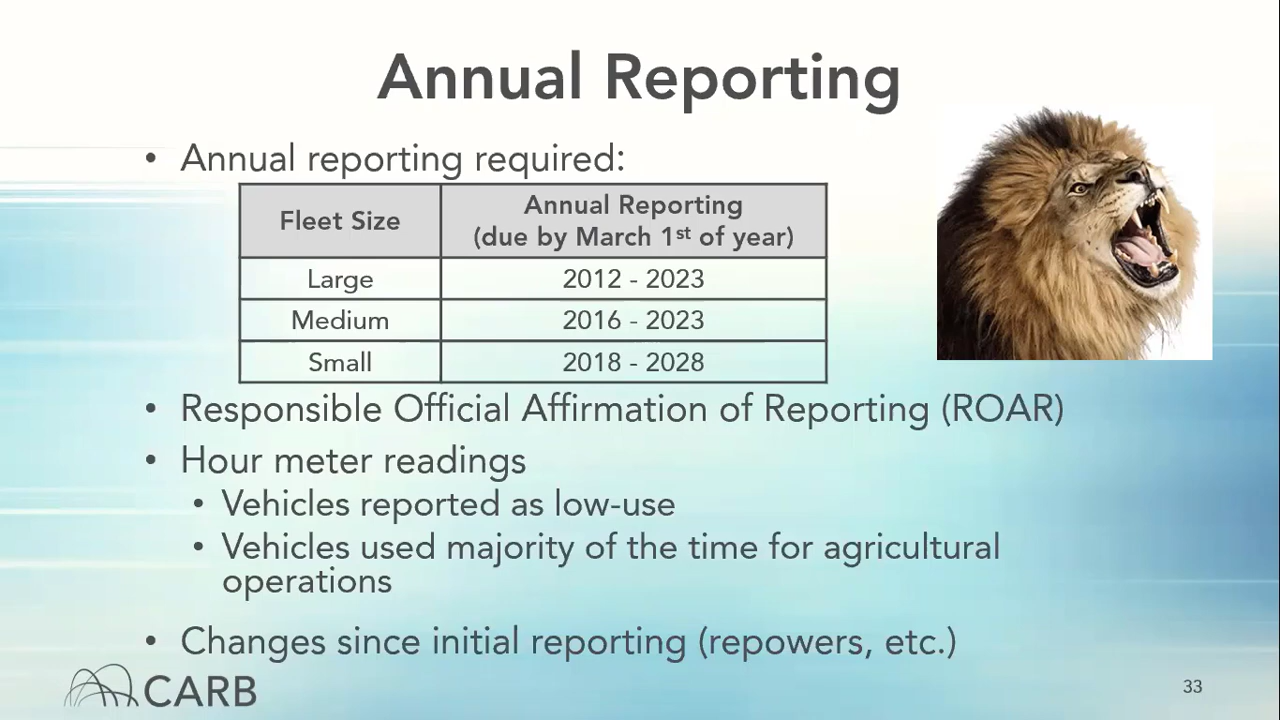 Annual Reporting
• Annual reporting required:
Fleet Size
Annual Reporting
(due by March 1st of year)
Large 2012 - 2023
Medium 2016 - 2023
Small 2018 - 2028
• Responsible Official Affirmation of Reporting (ROAR)
• Hour meter readings
• Vehicles reported as low-use
• Vehicles used majority of the time for agricultural
operations
• Changes since initial reporting (repowers, etc.)
CARB
33